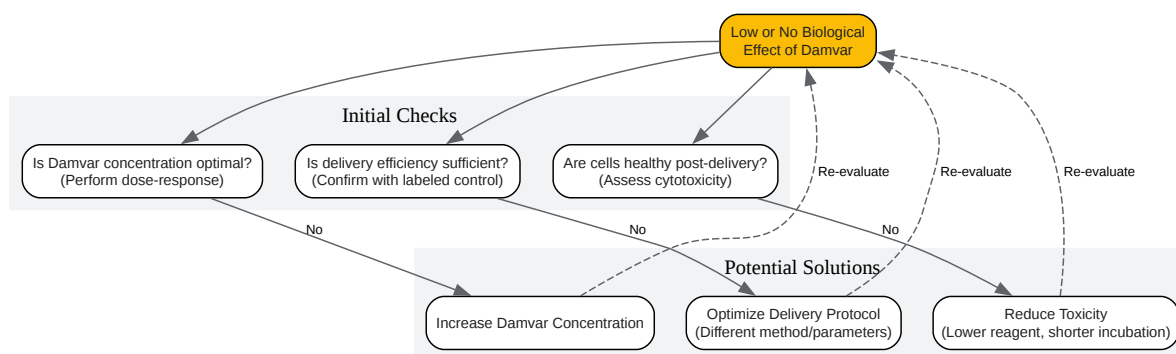 Low or No Biological
Effect of Damvar
Initial Checks
Is Damvar concentration optimal?
(Perform dose-response)
Is delivery efficiency sufficient?
(Confirm with labeled control)
Are cells healthy post-delivery?
(Assess cytotoxicity)
Re-evaluate
Re-evaluate
Re-evaluate
No
No
No
Potential Solutions
Increase Damvar Concentration
Optimize Delivery Protocol
(Different method/parameters)
Reduce Toxicity
(Lower reagent, shorter incubation)